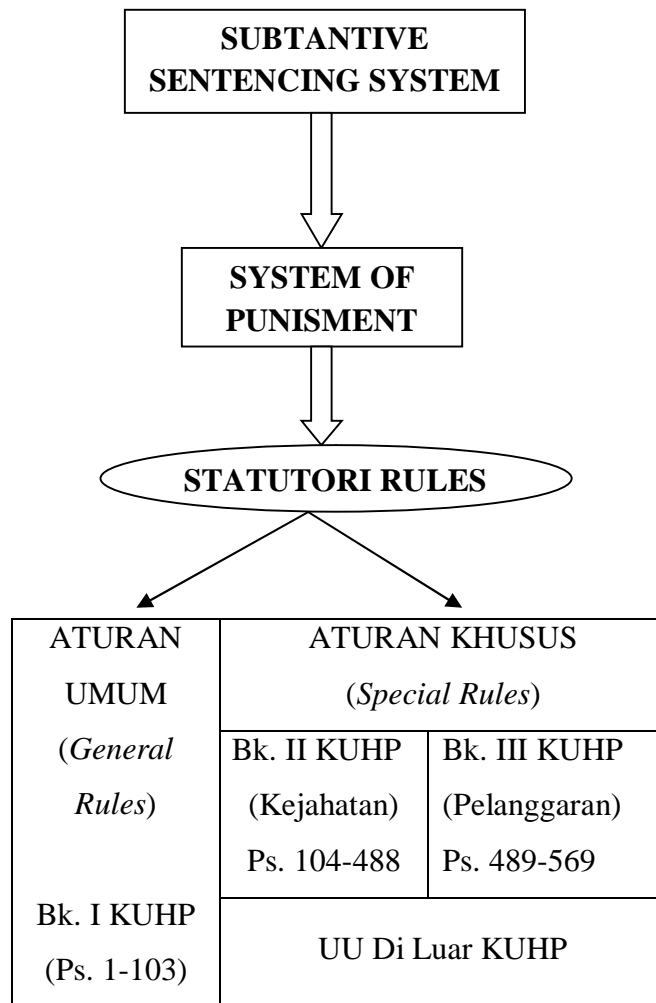 SUBTANTIVE
SENTENCING SYSTEM
SYSTEM OF
PUNISMENT
STATUTORI RULES
ATURAN
UMUM
(General
Rules)
Bk. I KUHP
(Ps. 1-103)
ATURAN KHUSUS
(Special Rules)
Bk. II KUHP
(Kejahatan)
Ps. 104-488
Bk. III KUHP
(Pelanggaran)
Ps. 489-569
UU Di Luar KUHP